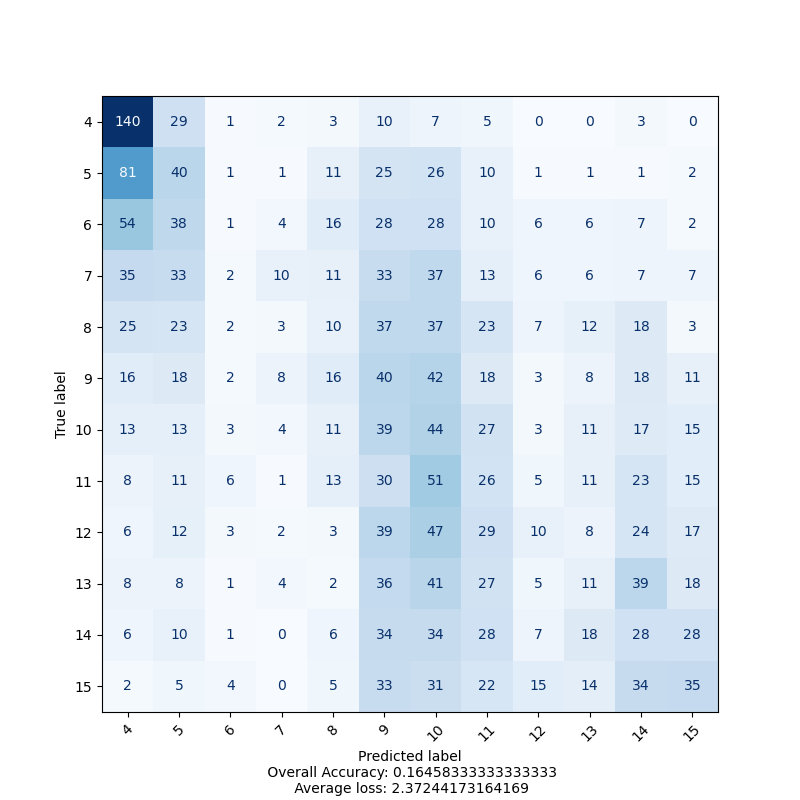 4 140 29 1 2 3 10 7 5 0 0 3 0
5 81 40 1 1 11 25 26 10 1 1 1 2
6 54 38 1 4 16 28 28 10 6 6 7 2
7 35 33 2 10 11 33 37 13 6 6 7 7
8 25 23 2 3 10 37 37 23 7 12 18 3
9 16 18 2 8 16 40 42 18 3 8 18 11
True label
10 13 13 3 4 11 39 44 27 3 11 17 15
11 8 11 6 1 13 30 51 26 5 11 23 15
12 6 12 3 2 3 39 47 29 10 8 24 17
13 8 8 1 4 2 36 41 27 5 11 39 18
14 6 10 1 0 6 34 34 28 7 18 28 28
15 2 5 4 0 5 33 31 22 15 14 34 35
4 5 6 7 8 9 10 11 12 13 14 15
Predicted label
Overall Accuracy: 0.16458333333333333
Average loss: 2.37244173164169